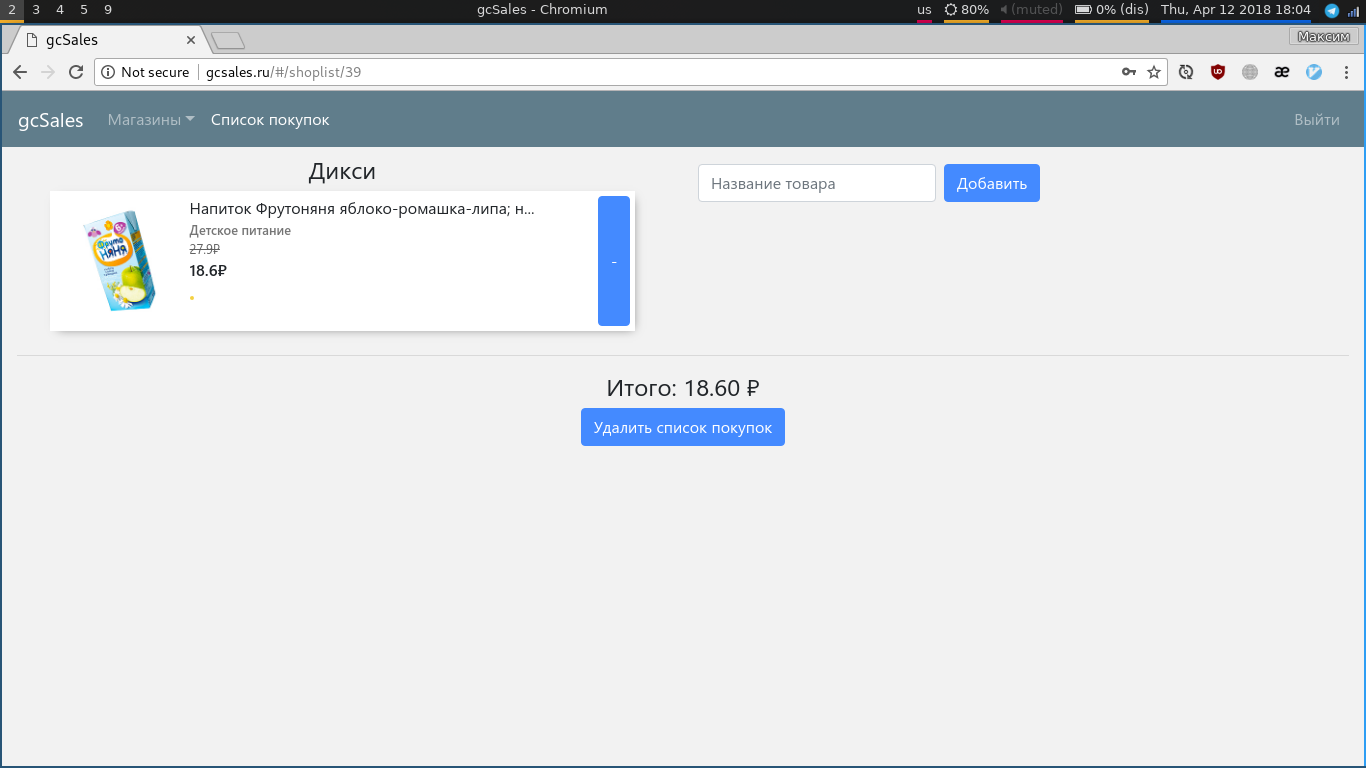 2 3 4 5 9 gcSales - Chromium us 80% (muted) 0% (dis) Thu, Apr 12 2018 18:04
gcSales Максим
Not secure gcsales.ru/#/shoplist/39
gcSales Магазины Список покупок Выйти
Дикси
Напиток Фрутоняня яблоко-ромашка-липа; н...
Детское питание
27.9₽
18.6₽
-
Фруто
НЯНЯ
Название товара Добавить
Итого: 18.60 ₽
Удалить список покупок